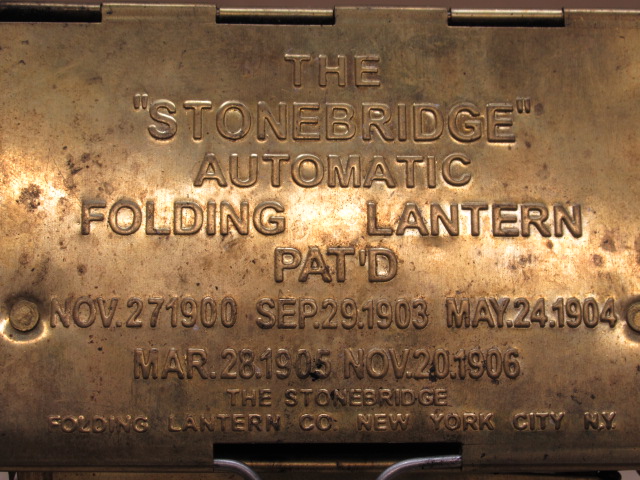 THE
"STONEBRIDGE"
AUTOMATIC
FOLDING LANTERN
PAT'D
NOV.27 1900 SEP.29.1903 MAY.24.1904
MAR.28.1905 NOV.20.1906
THE STONEBRIDGE
FOLDING LANTERN CO: NEW YORK CITY N.Y.